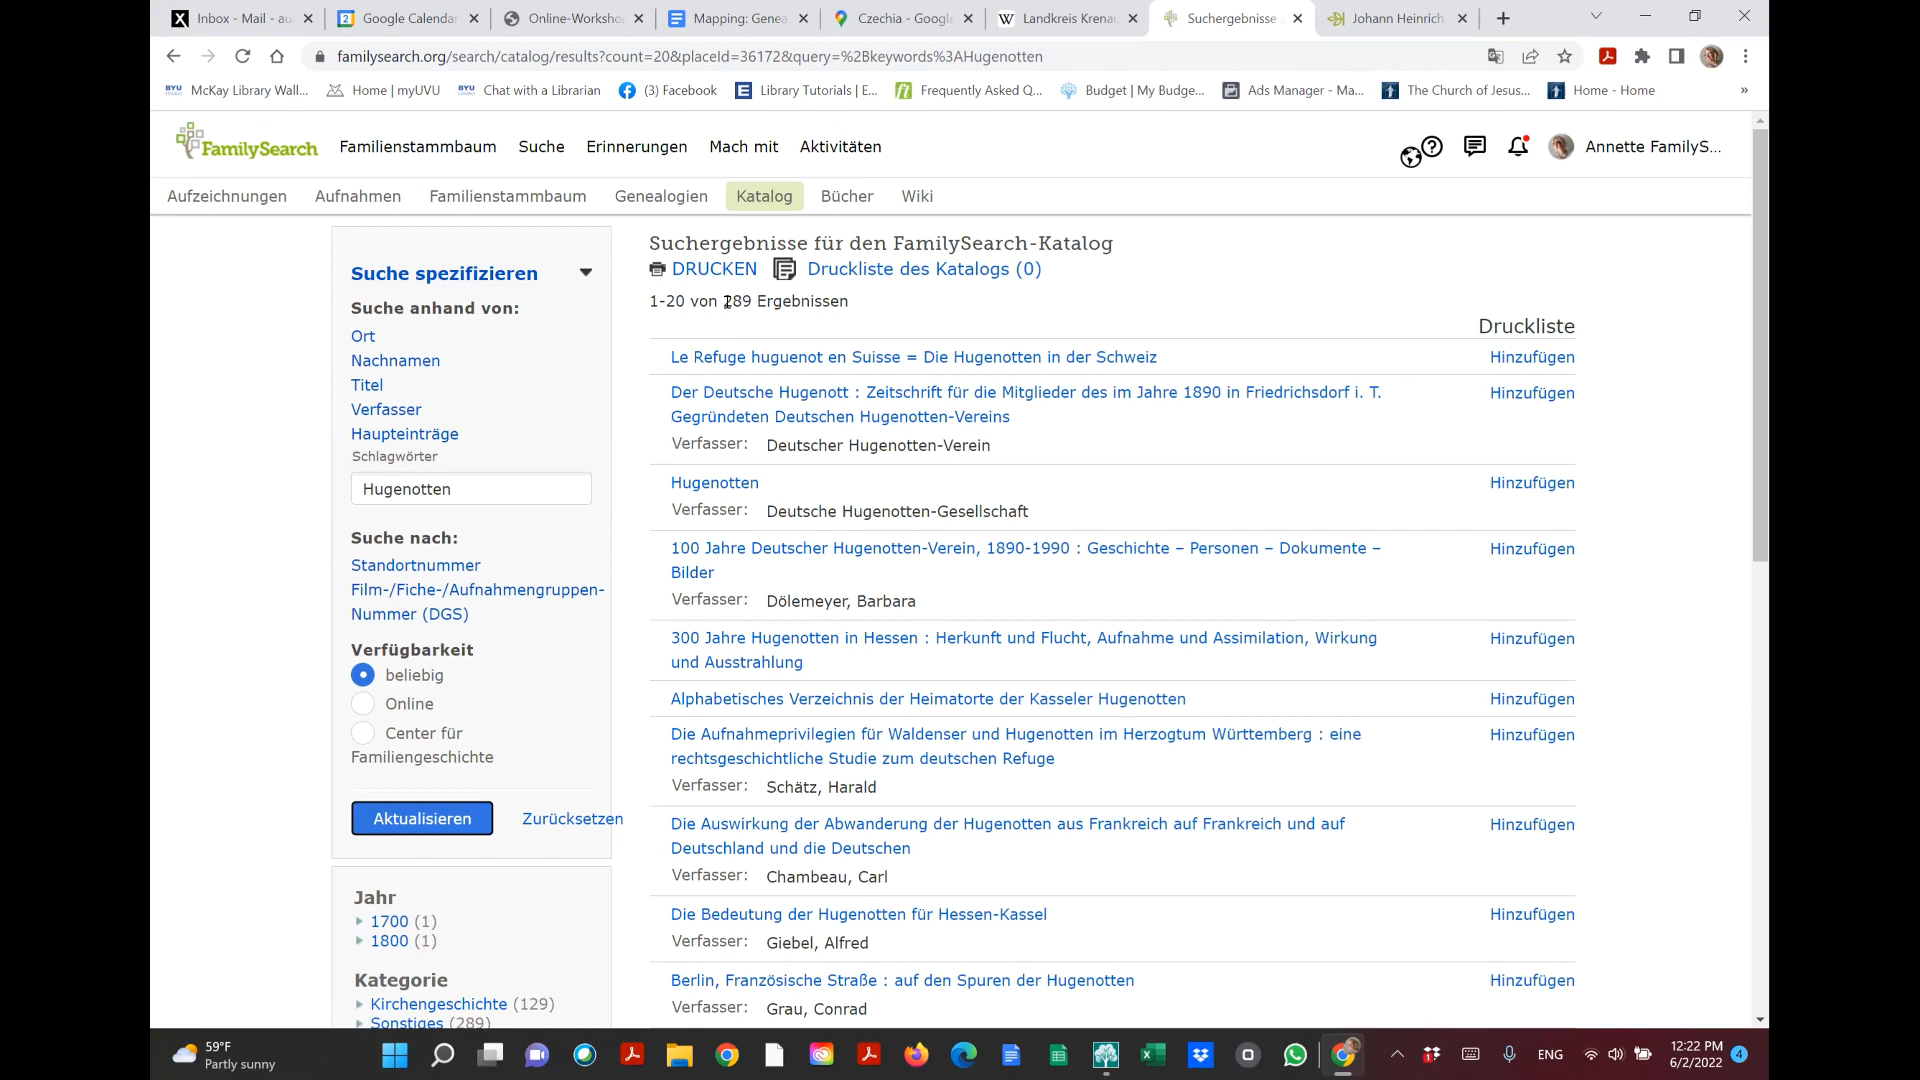 Inbox - Mail - au
Google Calenda
Online-Worksho
Mapping: Genea
Czechia - Google
Landkreis Krenau
Suchergebnisse
Johann Heinrich
familysearch.org/search/catalog/results?count=20&placeId=36172&query=%2Bkeywords%3AHugenotten
McKay Library Wall...
Home | myUVU
Chat with a Librarian
(3) Facebook
Library Tutorials | E...
Frequently Asked Q...
Budget | My Budge...
Ads Manager - Ma...
The Church of Jesus...
Home - Home
»
FamilySearch
Familienstammbaum
Suche
Erinnerungen
Mach mit
Aktivitäten
Annette FamilyS...
Aufzeichnungen
Aufnahmen
Familienstammbaum
Genealogien
Katalog
Bücher
Wiki
Suche spezifizieren
Suche anhand von:
Ort
Nachnamen
Titel
Verfasser
Haupteinträge
Schlagwörter
Hugenotten
Suche nach:
Standortnummer
Film-/Fiche-/Aufnahmengruppen-
Nummer (DGS)
Verfügbarkeit
beliebig
Online
Center für
Familiengeschichte
Aktualisieren
Zurücksetzen
Jahr
1700 (1)
1800 (1)
Kategorie
Kirchengeschichte (129)
Sonstiges (289)
Suchergebnisse für den FamilySearch-Katalog
DRUCKEN
Druckliste des Katalogs (0)
1-20 von 289 Ergebnissen
Druckliste
Le Refuge huguenot en Suisse = Die Hugenotten in der Schweiz
Hinzufügen
Der Deutsche Hugenott : Zeitschrift für die Mitglieder des im Jahre 1890 in Friedrichsdorf i. T.
Hinzufügen
Gegründeten Deutschen Hugenotten-Vereins
Verfasser: Deutscher Hugenotten-Verein
Hugenotten
Hinzufügen
Verfasser: Deutsche Hugenotten-Gesellschaft
100 Jahre Deutscher Hugenotten-Verein, 1890-1990 : Geschichte – Personen – Dokumente –
Hinzufügen
Bilder
Verfasser: Dölemeyer, Barbara
300 Jahre Hugenotten in Hessen : Herkunft und Flucht, Aufnahme und Assimilation, Wirkung
Hinzufügen
und Ausstrahlung
Alphabetisches Verzeichnis der Heimatorte der Kasseler Hugenotten
Hinzufügen
Die Aufnahmeprivilegien für Waldenser und Hugenotten im Herzogtum Württemberg : eine
Hinzufügen
rechtsgeschichtliche Studie zum deutschen Refuge
Verfasser: Schätz, Harald
Die Auswirkung der Abwanderung der Hugenotten aus Frankreich auf Frankreich und auf
Hinzufügen
Deutschland und die Deutschen
Verfasser: Chambeau, Carl
Die Bedeutung der Hugenotten für Hessen-Kassel
Hinzufügen
Verfasser: Giebel, Alfred
Berlin, Französische Straße : auf den Spuren der Hugenotten
Hinzufügen
Verfasser: Grau, Conrad
59°F
Partly sunny
ENG
12:22 PM
6/2/2022
4